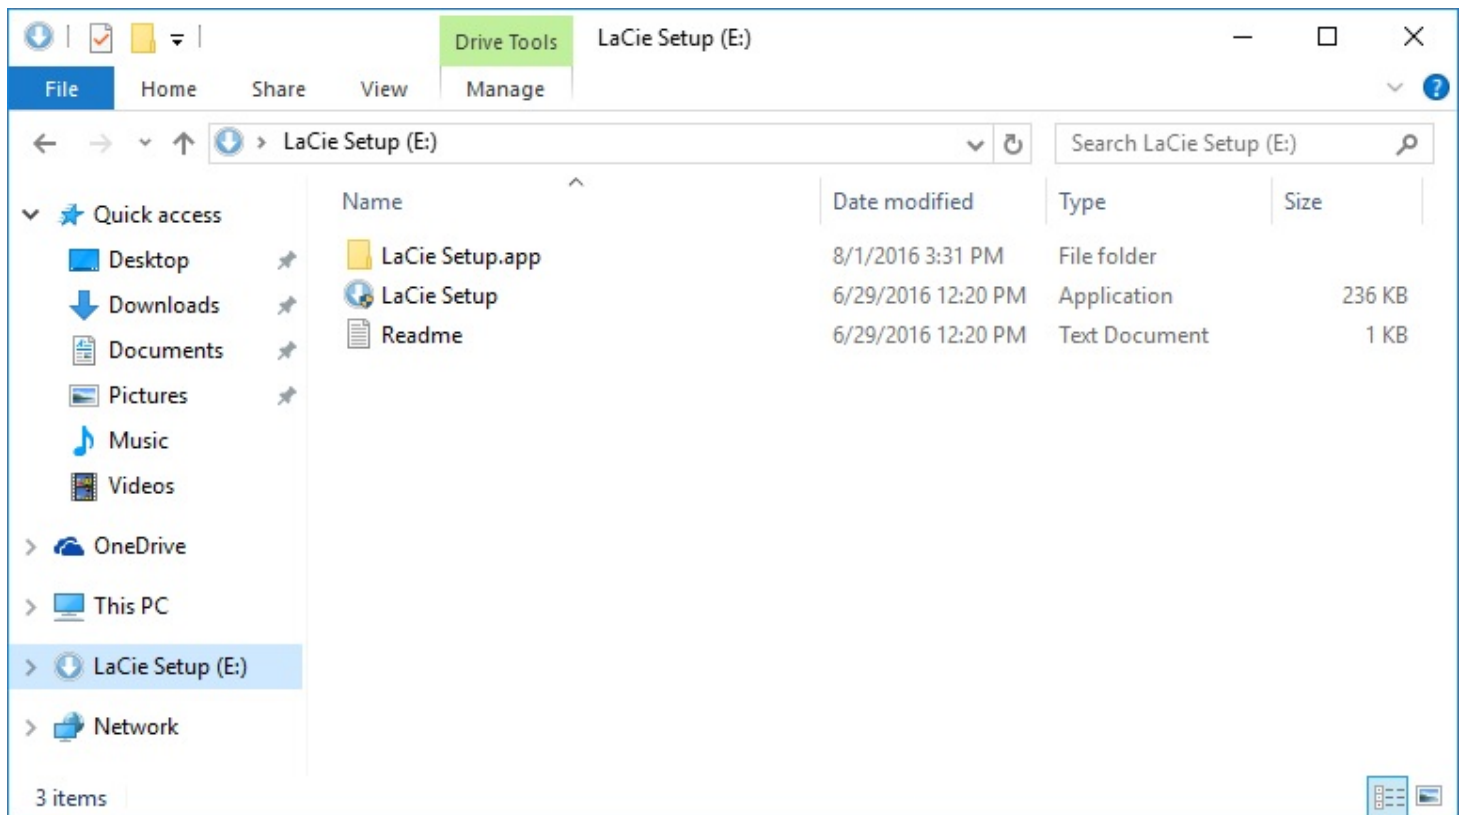 Drive Tools LaCie Setup (E:)
File Home Share View Manage
LaCie Setup (E:) Search LaCie Setup (E:)
Quick access
Desktop
Downloads
Documents
Pictures
Music
Videos
OneDrive
This PC
LaCie Setup (E:)
Network
Name Date modified Type Size
LaCie Setup.app 8/1/2016 3:31 PM File folder
LaCie Setup 6/29/2016 12:20 PM Application 236 KB
Readme 6/29/2016 12:20 PM Text Document 1 KB
3 items